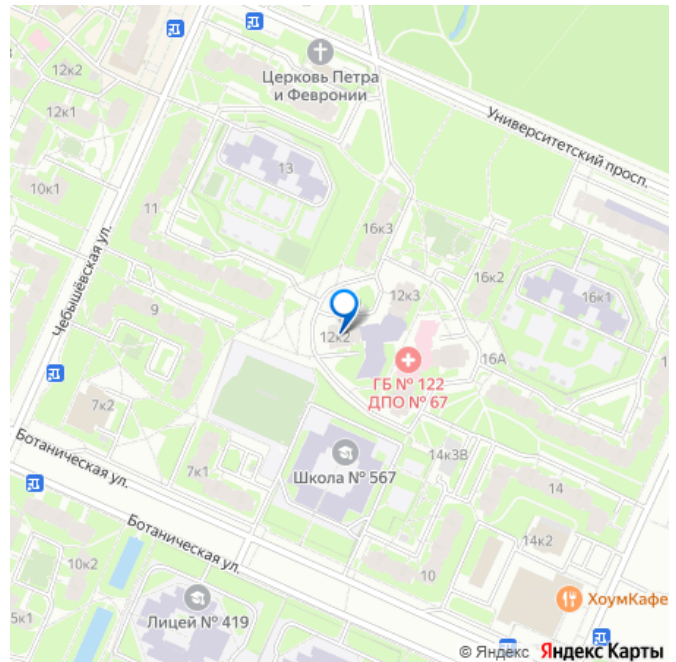 12к2
Церковь Петра
и Февронии
12к1
Университетский просп.
10к1
13
11
16к3
Чебышёвская ул.
16к2
12к3
16к1
9
12к2
16А
ГБ № 122
ДПО № 67
7к2
Ботаническая ул.
7к1
Школа № 567
14к3В
14
Ботаническая ул.
14к2
10к2
10
ХоумКафе
5к1
Лицей № 419
© Яндекс Яндекс Карты